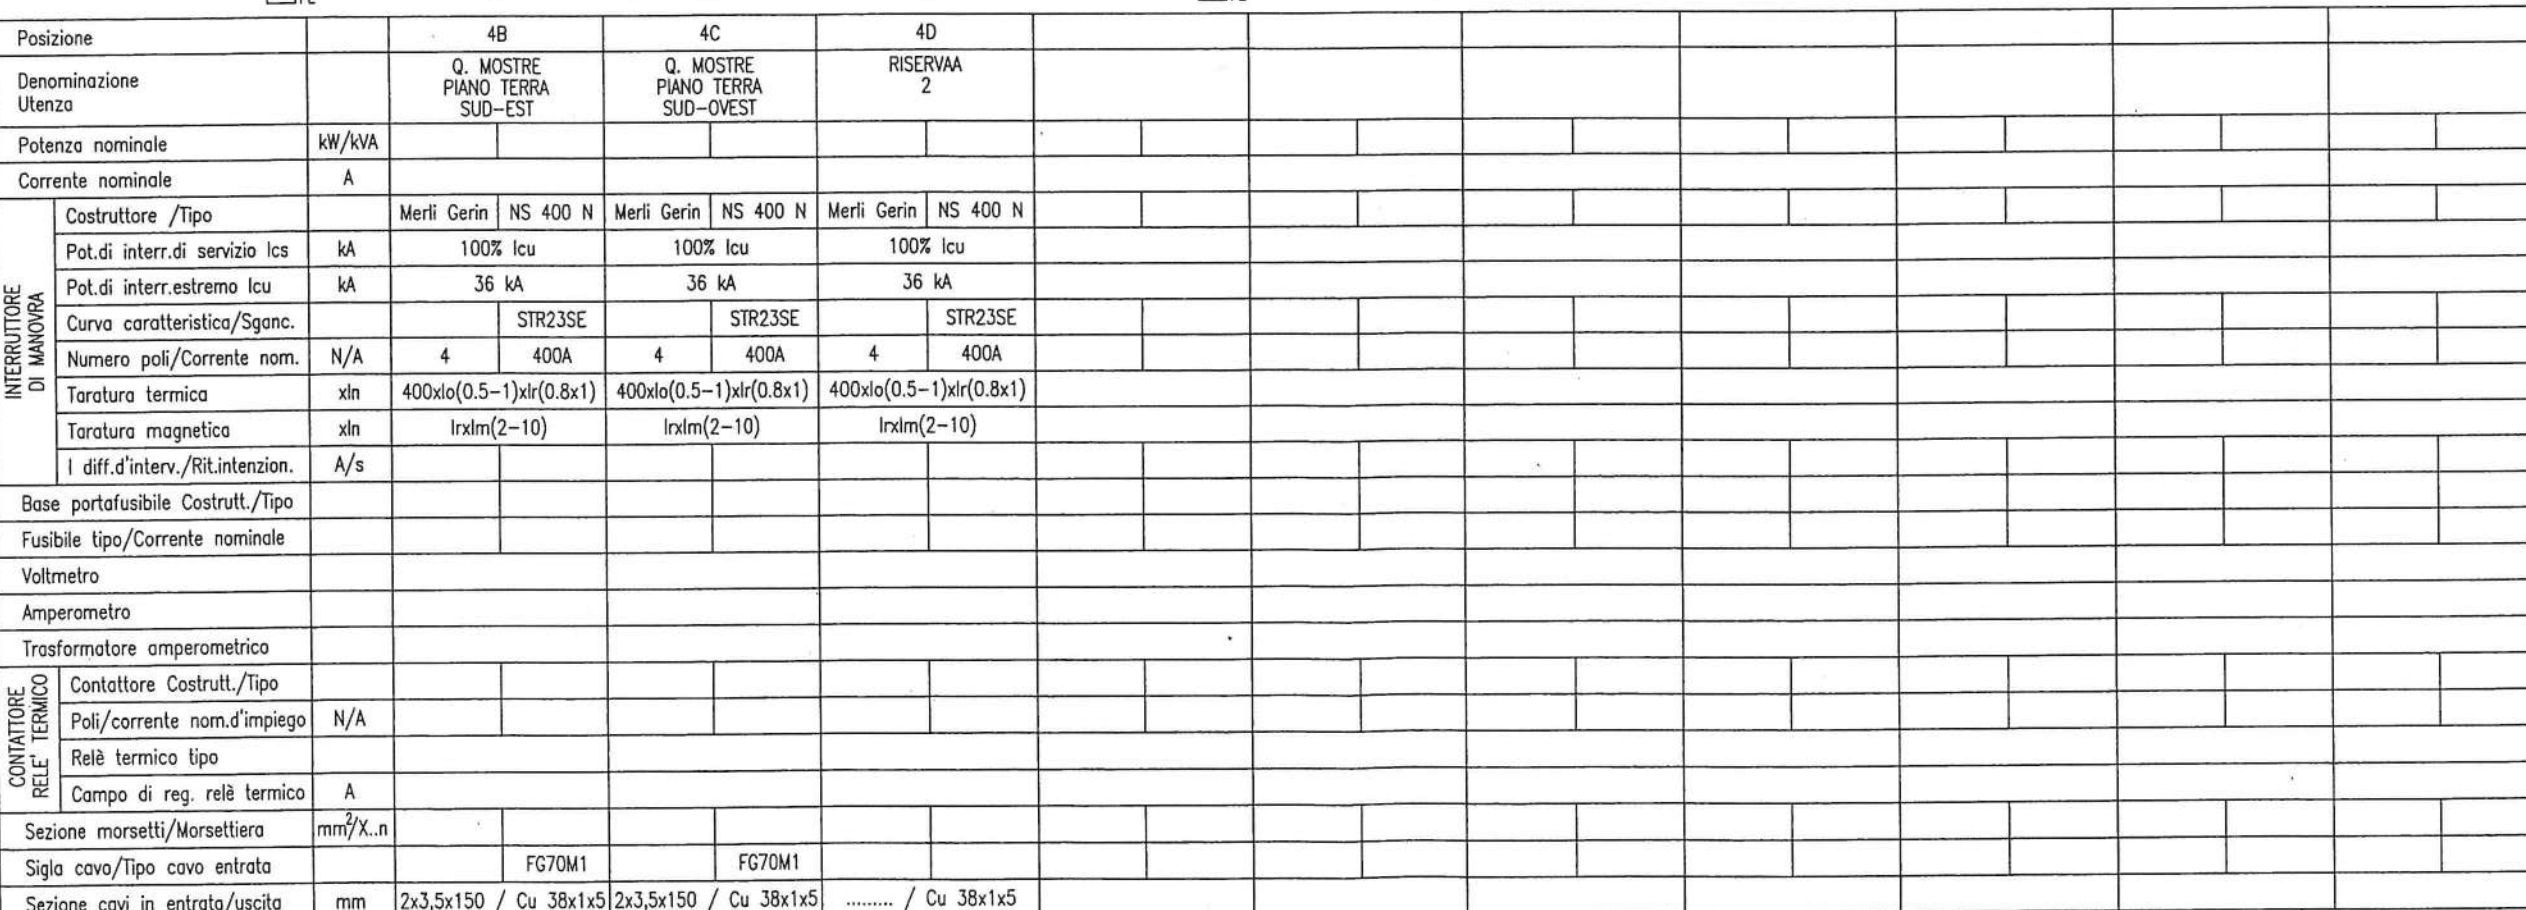 Posizione 4B 4C 4D
Denominazione Utenza
Q. MOSTRE PIANO TERRA SUD-EST
Q. MOSTRE PIANO TERRA SUD-OVEST
RISERVAA 2
Potenza nominale kW/kVA
Corrente nominale A
INTERRUTTORE DI MANOVRA
Costruttore /Tipo Merli Gerin NS 400 N Merli Gerin NS 400 N Merli Gerin NS 400 N
Pot.di interr.di servizio Ics kA 100% Icu 100% Icu 100% Icu
Pot.di interr.estremo Icu kA 36 kA 36 kA 36 kA
Curva caratteristica/Sganc. STR23SE STR23SE STR23SE
Numero poli/Corrente nom. N/A 4 400A 4 400A 4 400A
Taratura termica xIn 400xIo(0.5-1)xIr(0.8x1) 400xIo(0.5-1)xIr(0.8x1) 400xIo(0.5-1)xIr(0.8x1)
Taratura magnetica xIn IrxIm(2-10) IrxIm(2-10) IrxIm(2-10)
I diff.d'interv./Rit.intenzion. A/s
Base portafusibile Costrutt./Tipo
Fusibile tipo/Corrente nominale
Voltmetro
Amperometro
Trasformatore amperometrico
CONTATTORE RELE' TERMICO
Contattore Costrutt./Tipo
Poli/corrente nom.d'impiego N/A
Relè termico tipo
Campo di reg. relè termico A
Sezione morsetti/Morsettiera mm²/X..n
Sigla cavo/Tipo cavo entrata FG70M1 FG70M1
Sezione cavi in entrata/uscita mm 2x3,5x150 / Cu 38x1x5 2x3,5x150 / Cu 38x1x5 ......... / Cu 38x1x5